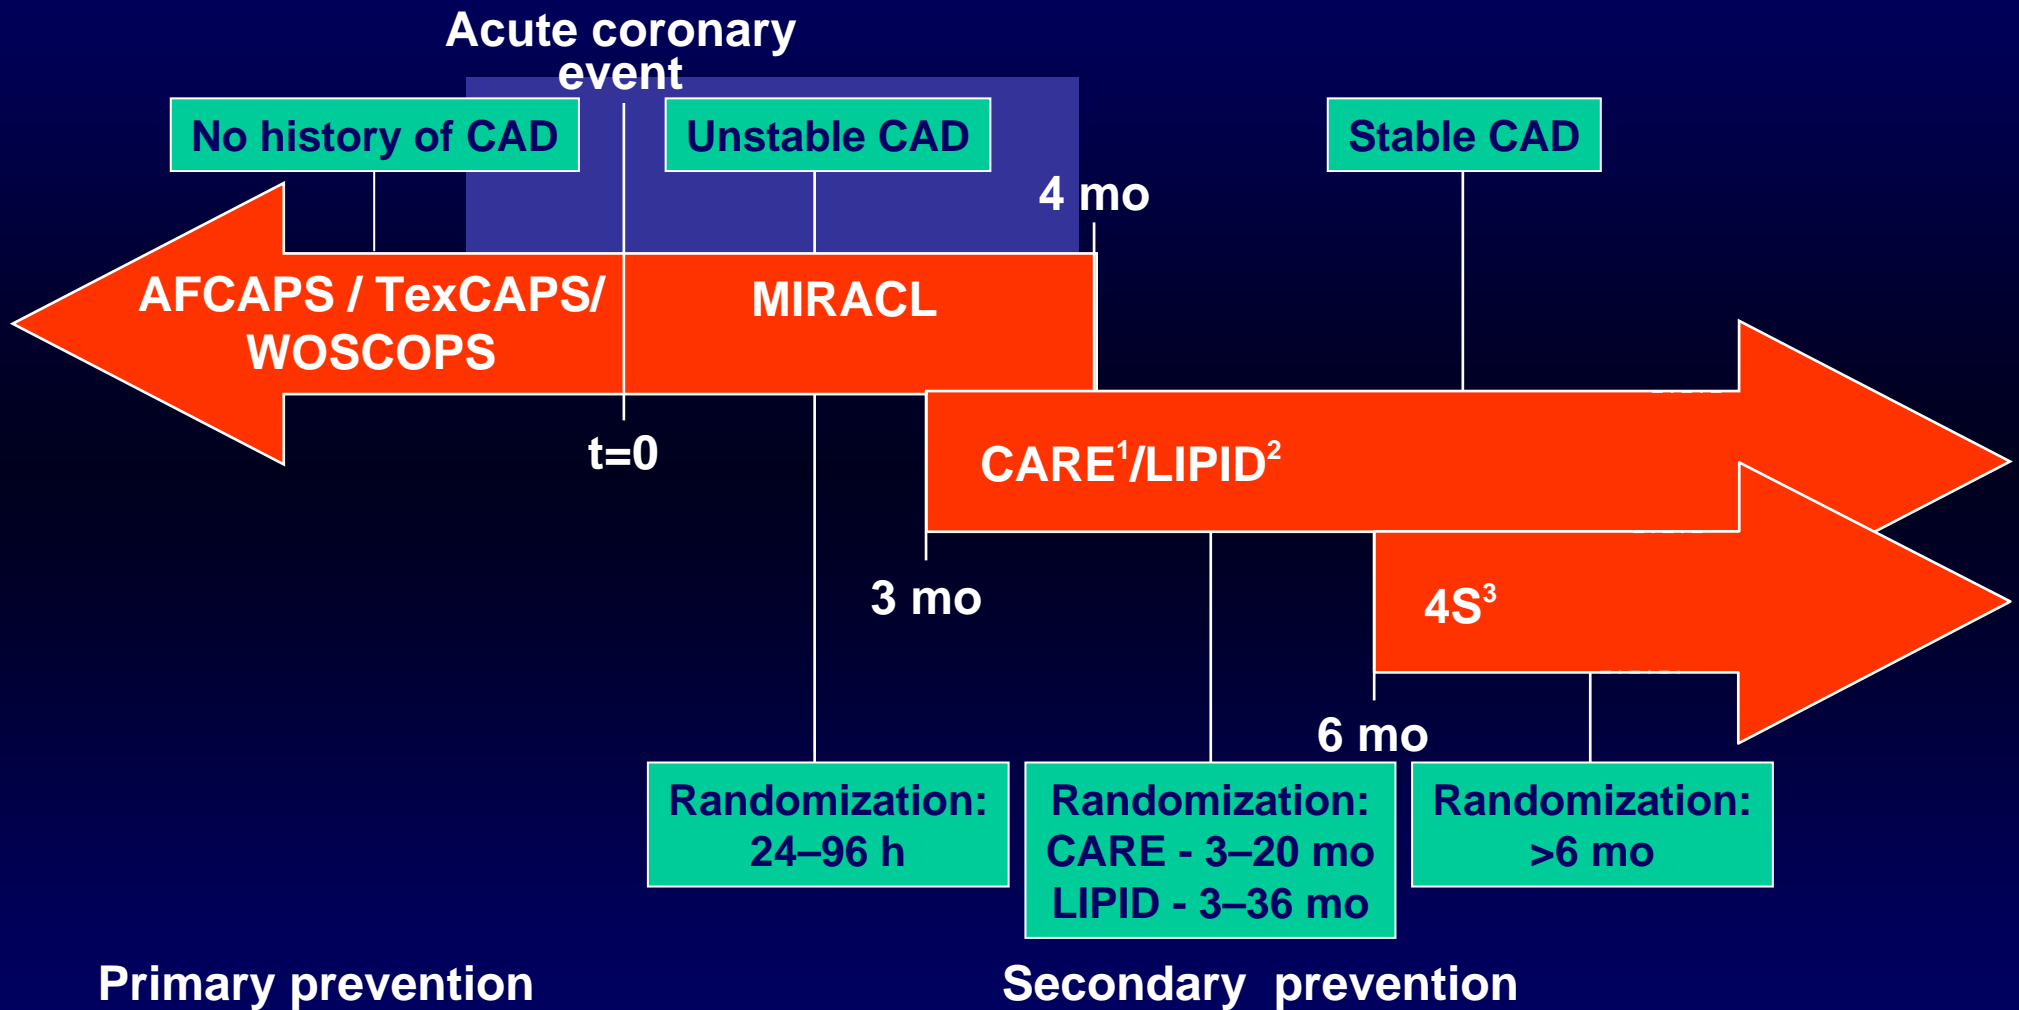 Acute coronary
event
No history of CAD
Unstable CAD
Stable CAD
4 mo
AFCAPS / TexCAPS/
WOSCOPS
MIRACL
t=0
CARE¹/LIPID²
3 mo
4S³
6 mo
Randomization:
24–96 h
Randomization:
CARE - 3–20 mo
LIPID - 3–36 mo
Randomization:
>6 mo
Primary prevention
Secondary  prevention